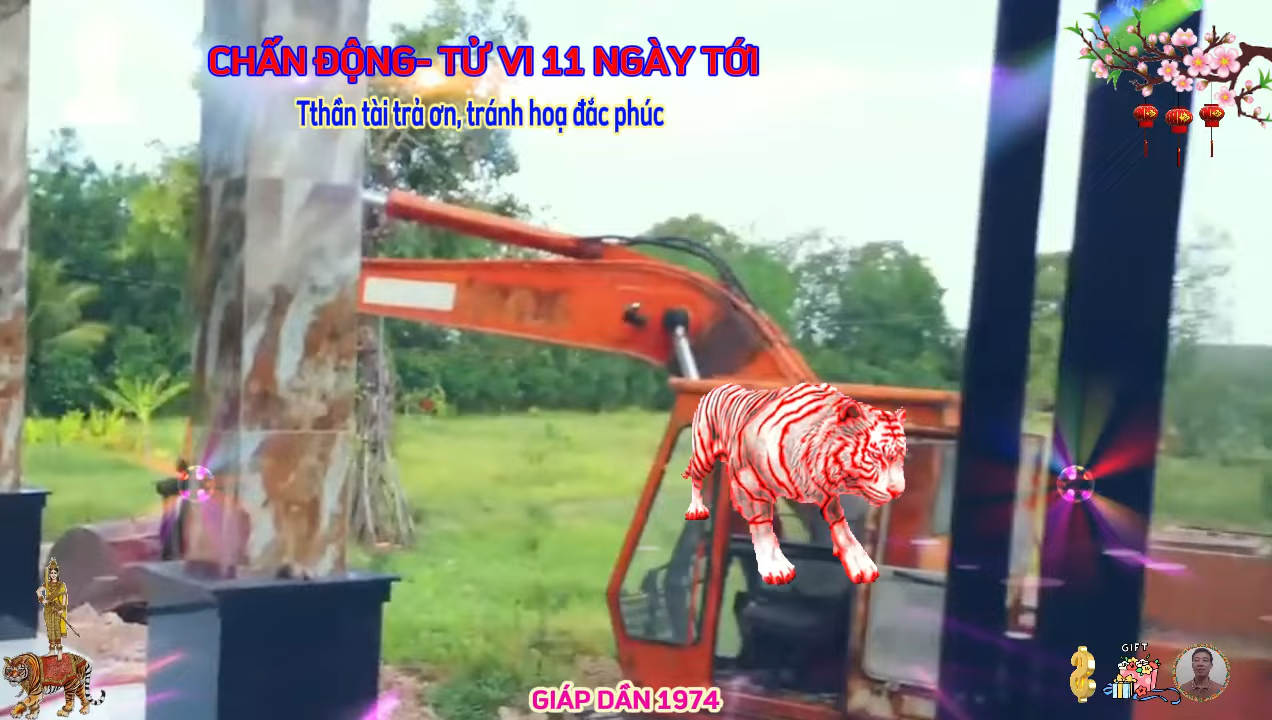 CHẤN ĐỘNG- TỬ VI 11 NGÀY TỚI
Tthần tài trả ơn, tránh hoạ đắc phúc
GIFT
GIÁP DẦN 1974